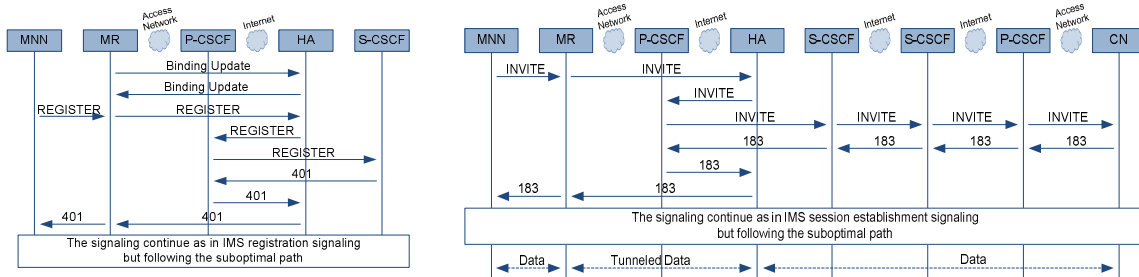 Access
Network
Internet
MNN
MR
P-CSCF
HA
S-CSCF
Binding Update
Binding Update
REGISTER
REGISTER
REGISTER
REGISTER
401
401
401
401
The signaling continue as in IMS registration signaling
but following the suboptimal path
Access
Network
Internet
Internet
Internet
Access
Network
MNN
MR
P-CSCF
HA
S-CSCF
S-CSCF
P-CSCF
CN
INVITE
INVITE
INVITE
INVITE
INVITE
INVITE
INVITE
183
183
183
183
183
183
183
The signaling continue as in IMS session establishment signaling
but following the suboptimal path
Data
Tunneled Data
Data